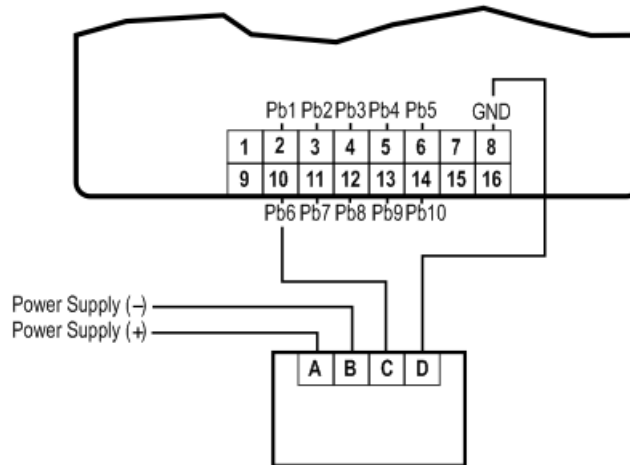 Pb1 Pb2 Pb3 Pb4 Pb5 GND
1 2 3 4 5 6 7 8
9 10 11 12 13 14 15 16
Pb6 Pb7 Pb8 Pb9 Pb10
Power Supply (–)
Power Supply (+)
A B C D